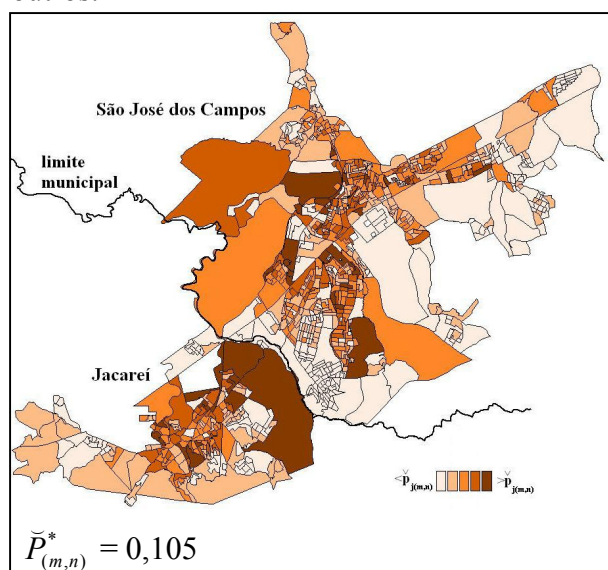 São José dos Campos
limite
municipal
Jacareí
< p̌ j(m,n) > p̌ j(m,n)
P̌*(m,n) = 0,105